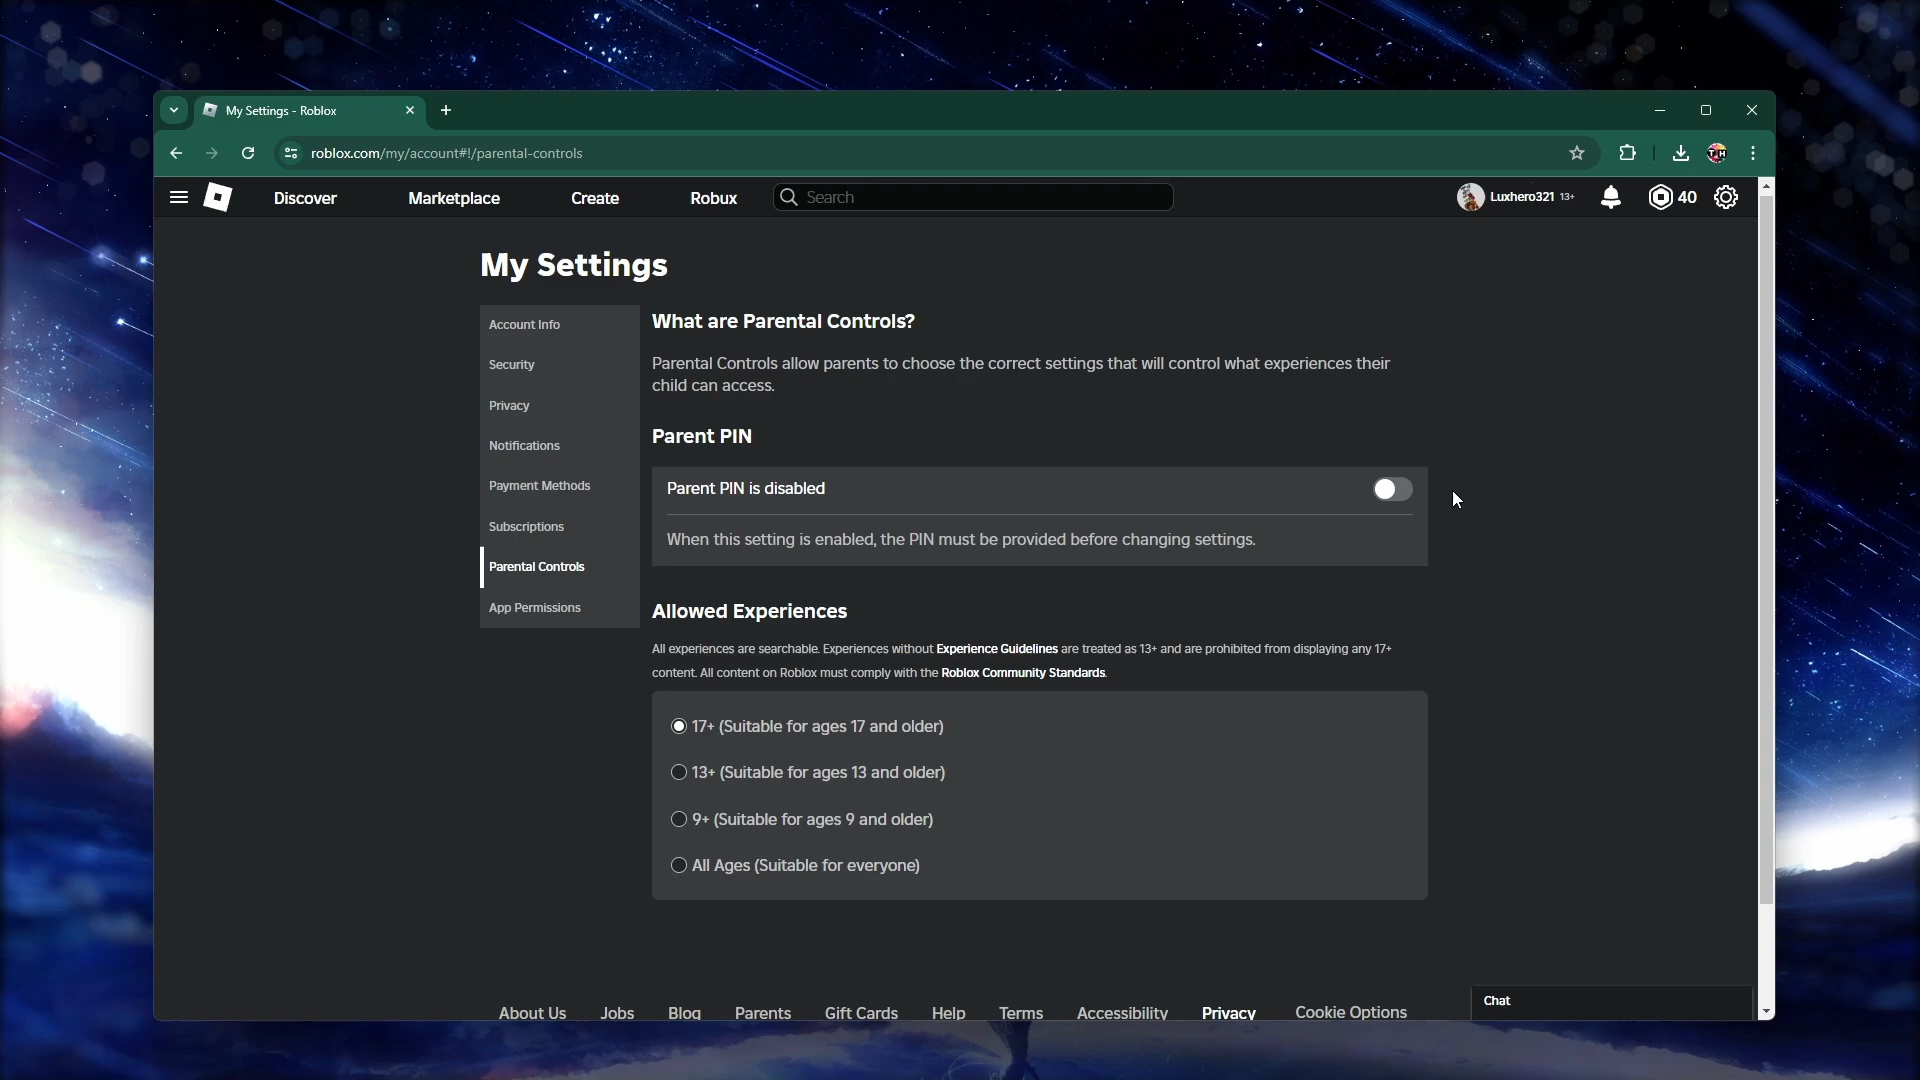 My Settings - Roblox
roblox.com/my/account#!/parental-controls
TH
Discover
Marketplace
Create
Robux
Search
Luxhero321 13+
40
My Settings
Account Info
Security
Privacy
Notifications
Payment Methods
Subscriptions
Parental Controls
App Permissions
What are Parental Controls?
Parental Controls allow parents to choose the correct settings that will control what experiences their
child can access.
Parent PIN
Parent PIN is disabled
When this setting is enabled, the PIN must be provided before changing settings.
Allowed Experiences
All experiences are searchable. Experiences without Experience Guidelines are treated as 13+ and are prohibited from displaying any 17+
content. All content on Roblox must comply with the Roblox Community Standards.
17+ (Suitable for ages 17 and older)
13+ (Suitable for ages 13 and older)
9+ (Suitable for ages 9 and older)
All Ages (Suitable for everyone)
About Us
Jobs
Blog
Parents
Gift Cards
Help
Terms
Accessibility
Privacy
Cookie Options
Chat